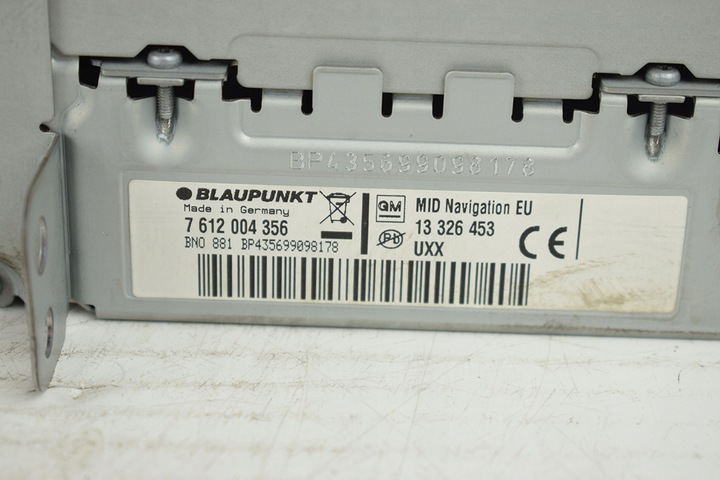 BP435699098178
BLAUPUNKT
Made in Germany
7 612 004 356
BNO 881 BP435699098178
GM MID Navigation EU
Pb 13 326 453
UXX CE